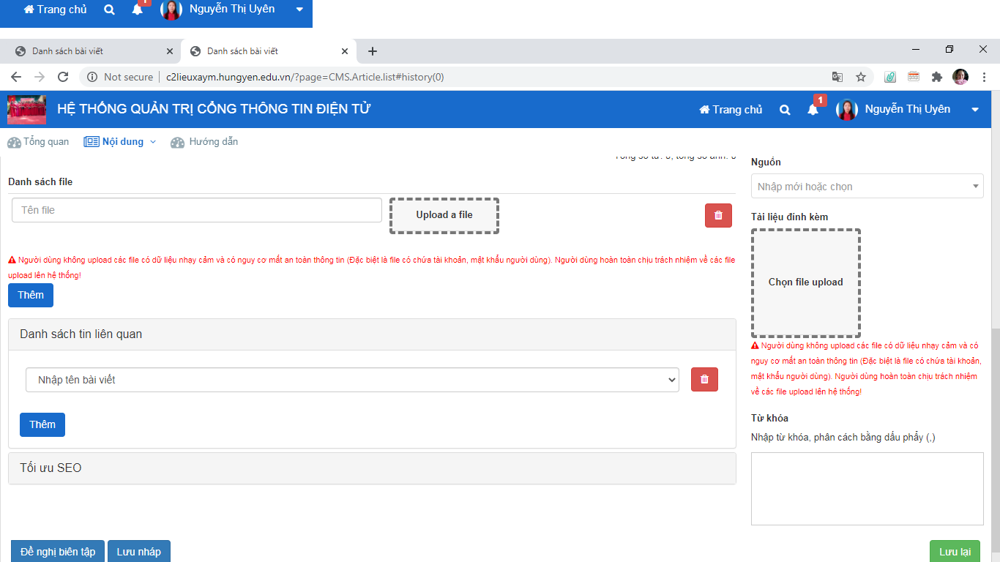 Trang chủ
1
Nguyễn Thị Uyên
Danh sách bài viết
Danh sách bài viết
Not secure
c2lieuxaym.hungyen.edu.vn/?page=CMS.Article.list#history(0)
HỆ THỐNG QUẢN TRỊ CỔNG THÔNG TIN ĐIỆN TỬ
Trang chủ
1
Nguyễn Thị Uyên
Tổng quan
Nội dung
Hướng dẫn
Danh sách file
Tên file
Upload a file
Người dùng không upload các file có dữ liệu nhạy cảm và có nguy cơ mất an toàn thông tin (Đặc biệt là file có chứa tài khoản, mật khẩu người dùng). Người dùng hoàn toàn chịu trách nhiệm về các file
upload lên hệ thống!
Thêm
Danh sách tin liên quan
Nhập tên bài viết
Thêm
Tối ưu SEO
Đề nghị biên tập
Lưu nháp
Nguồn
Nhập mới hoặc chọn
Tài liệu đính kèm
Chọn file upload
Người dùng không upload các file có dữ liệu nhạy cảm và có
nguy cơ mất an toàn thông tin (Đặc biệt là file có chứa tài khoản,
mật khẩu người dùng). Người dùng hoàn toàn chịu trách nhiệm
về các file upload lên hệ thống!
Từ khóa
Nhập từ khóa, phân cách bằng dấu phẩy (,)
Lưu lại